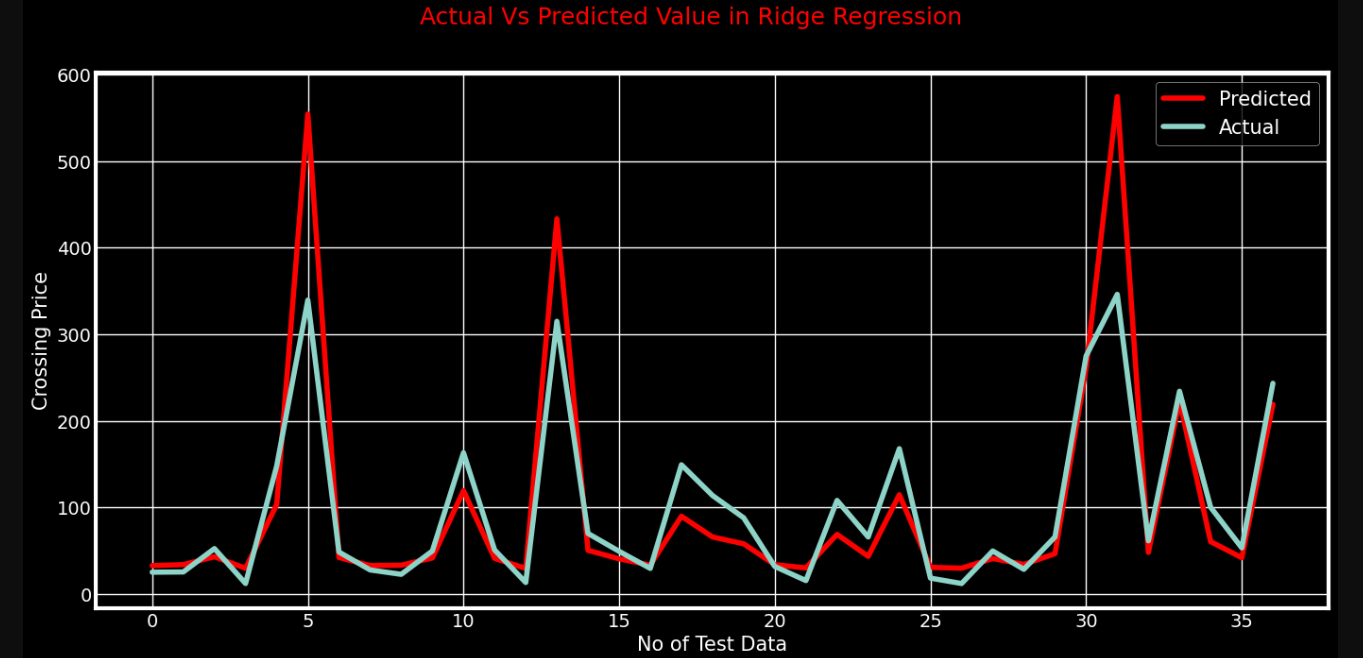 Actual Vs Predicted Value in Ridge Regression
600
500
400
300
200
100
0
Crossing Price
Predicted
Actual
0 5 10 15 20 25 30 35
No of Test Data